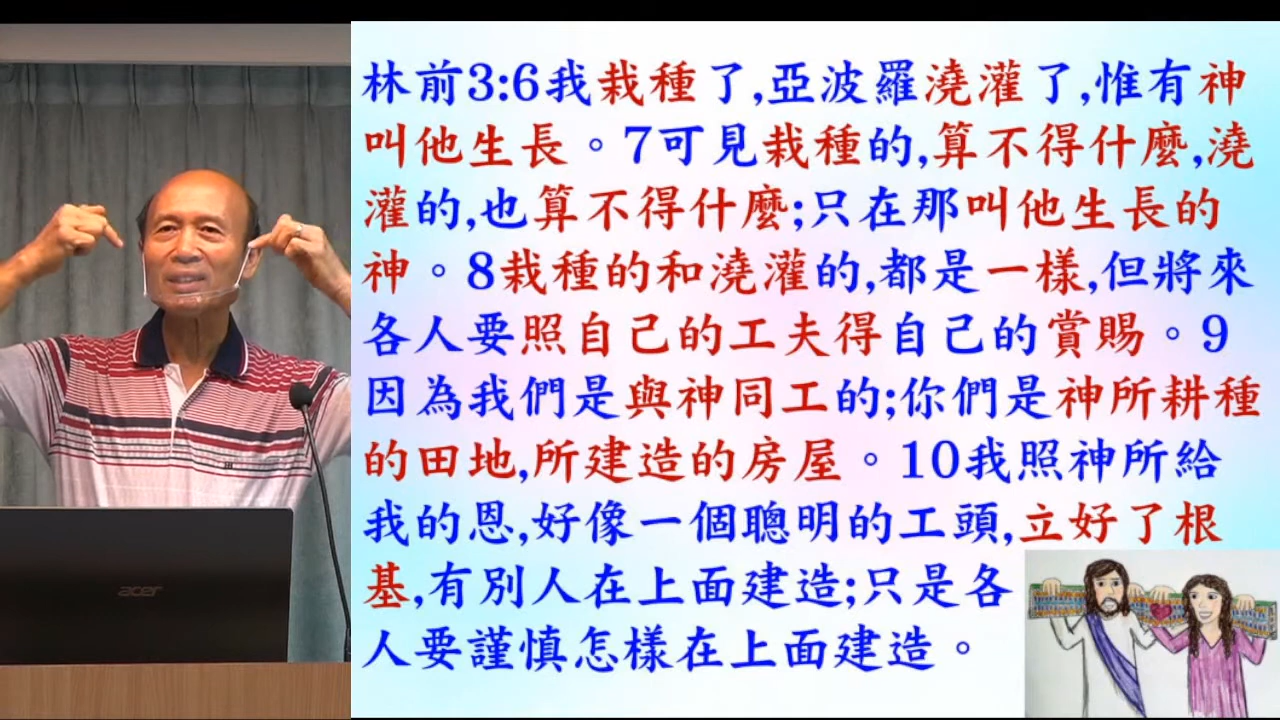 林前3:6我栽種了,亞波羅澆灌了,惟有神
叫他生長。7可見栽種的,算不得什麼,澆
灌的,也算不得什麼;只在那叫他生長的
神。8栽種的和澆灌的,都是一樣,但將來
各人要照自己的工夫得自己的賞賜。9
因為我們是與神同工的;你們是神所耕種
的田地,所建造的房屋。10我照神所給
我的恩,好像一個聰明的工頭,立好了根
基,有別人在上面建造;只是各
人要謹慎怎樣在上面建造。
acer